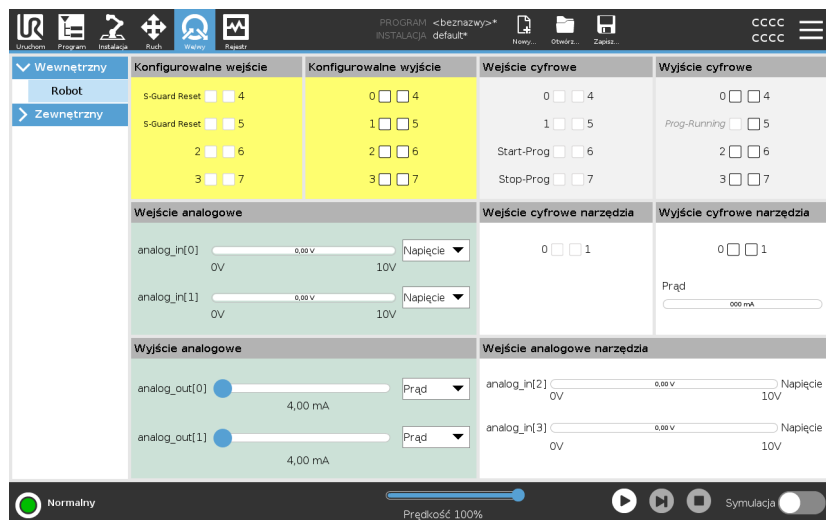 UR
PROGRAM <beznazwy>*
INSTALACJA default*
CCCC
CCCC
Uruchom Program Instalacja Ruch We/wy Rejestr Nowy... Otwórz... Zapisz...
Wewnętrzny
Robot
Zewnętrzny
Konfigurowalne wejście
S-Guard Reset 4
S-Guard Reset 5
2 6
3 7
Konfigurowalne wyjście
0 4
1 5
2 6
3 7
Wejście cyfrowe
0 4
1 5
Start-Prog 6
Stop-Prog 7
Wyjście cyfrowe
0 4
Prog-Running 5
2 6
3 7
Wejście analogowe
analog_in[0] 0,00 V Napięcie
0V 10V
analog_in[1] 0,00 V Napięcie
0V 10V
Wejście cyfrowe narzędzia
0 1
Wyjście cyfrowe narzędzia
0 1
Prąd
000 mA
Wyjście analogowe
analog_out[0] Prąd
4,00 mA
analog_out[1] Prąd
4,00 mA
Wejście analogowe narzędzia
analog_in[2] 0,00 V Napięcie
0V 10V
analog_in[3] 0,00 V Napięcie
0V 10V
Normalny
Prędkość 100%
Symulacja